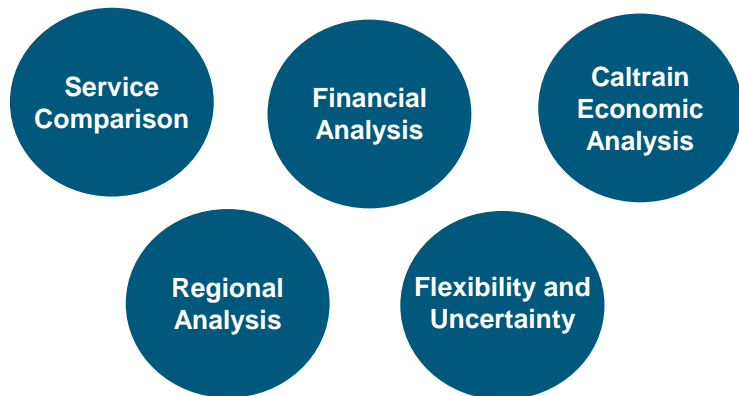 Service
Comparison
Financial
Analysis
Caltrain
Economic
Analysis
Regional
Analysis
Flexibility and
Uncertainty